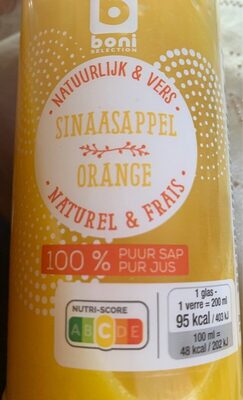 b
boni
SELECTION
• NATUURLIJK & VERS •
SINAASAPPEL
ORANGE
NATUREL & FRAIS
100 % PUUR SAP
PUR JUS
NUTRI-SCORE
A B C D E
1 glas -
1 verre = 200 ml
95 kcal / 403 kJ
100 ml =
48 kcal / 202 kJ